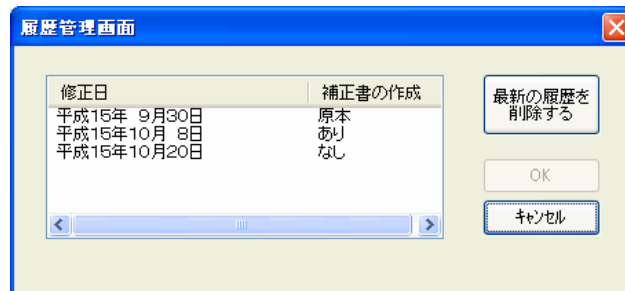 履歴管理画面
修正日 補正書の作成
平成15年 9月30日 原本
平成15年10月 8日 あり
平成15年10月20日 なし
最新の履歴を
削除する
OK
ｷｬﾝｾﾙ